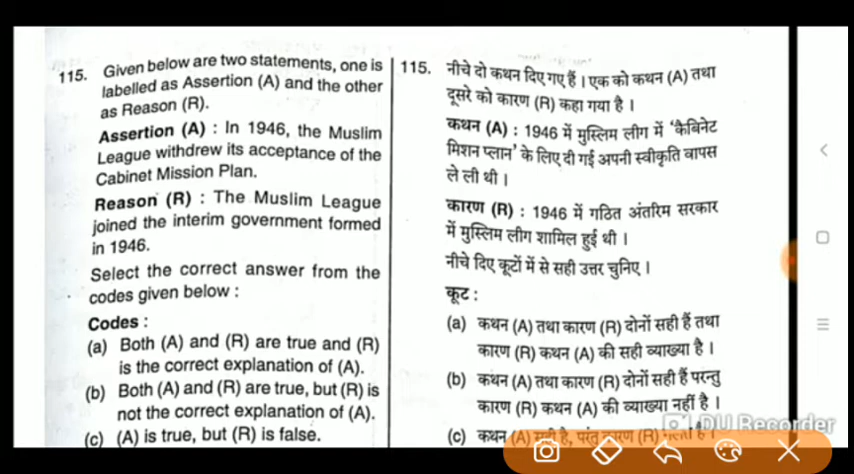 115. Given below are two statements, one is
labelled as Assertion (A) and the other
as Reason (R).
Assertion (A) : In 1946, the Muslim
League withdrew its acceptance of the
Cabinet Mission Plan.
Reason (R) : The Muslim League
joined the interim government formed
in 1946.
Select the correct answer from the
codes given below :
Codes :
(a) Both (A) and (R) are true and (R)
is the correct explanation of (A).
(b) Both (A) and (R) are true, but (R) is
not the correct explanation of (A).
(c) (A) is true, but (R) is false.
115. नीचे दो कथन दिए गए हैं । एक को कथन (A) तथा
दूसरे को कारण (R) कहा गया है ।
कथन (A) : 1946 में मुस्लिम लीग में 'कैबिनेट
मिशन प्लान' के लिए दी गई अपनी स्वीकृति वापस
ले ली थी ।
कारण (R) : 1946 में गठित अंतरिम सरकार
में मुस्लिम लीग शामिल हुई थी ।
नीचे दिए कूटों में से सही उत्तर चुनिए ।
कूट :
(a) कथन (A) तथा कारण (R) दोनों सही हैं तथा
कारण (R) कथन (A) की सही व्याख्या है ।
(b) कथन (A) तथा कारण (R) दोनों सही हैं परन्तु
कारण (R) कथन (A) की व्याख्या नहीं है ।
(c) कथन (A) सही है, परंतु कारण (R)
DU Recorder